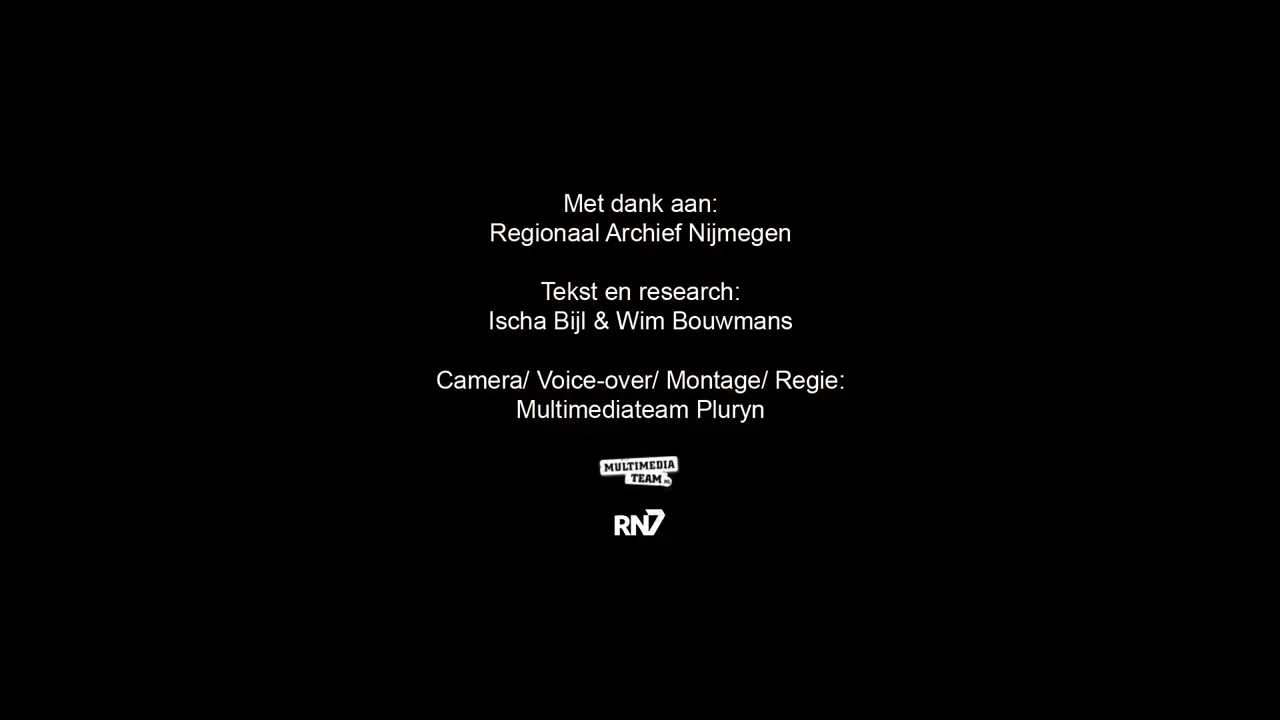 Met dank aan:
Regionaal Archief Nijmegen
Tekst en research:
Ischa Bijl & Wim Bouwmans
Camera/ Voice-over/ Montage/ Regie:
Multimediateam Pluryn
MULTIMEDIA
TEAM.NL
RN7